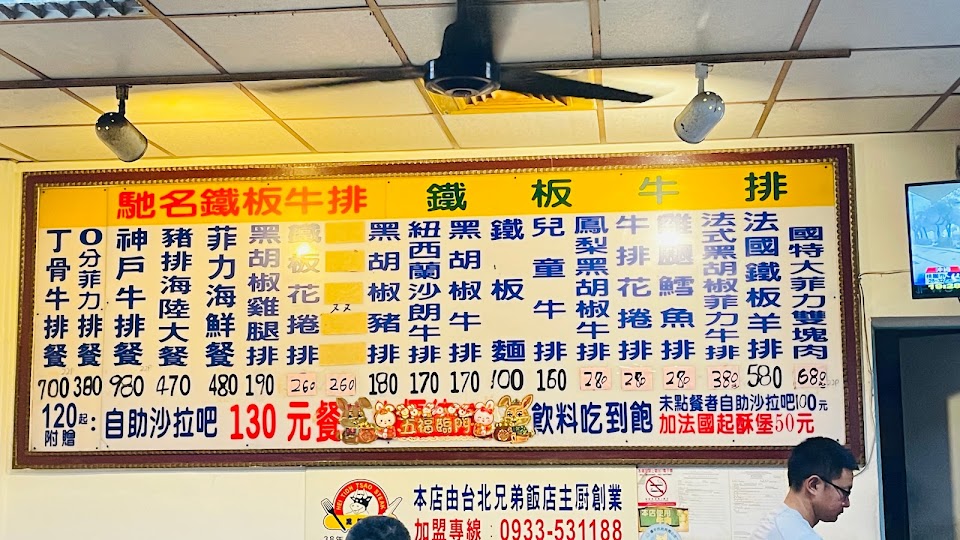 馳名鐵板牛排 鐵板牛排
丁骨牛排餐 700
O分菲力排餐 380
神戶牛排餐 980
豬排海陸大餐 470
菲力海鮮餐 480
黑胡椒雞腿排 190
鐵板花捲排 260
260
黑胡椒豬排 180
紐西蘭沙朗牛排 170
黑胡椒牛排 170
鐵板麵 100
兒童牛排 160
鳳梨黑胡椒牛排 280
牛排花捲排 280
雞腿鱈魚排 280
法式黑胡椒菲力牛排 380
法國鐵板羊排 580
國特大菲力雙塊肉 680
120起:
附贈 自助沙拉吧 130元餐
五福臨門
飲料吃到飽
未點餐者自助沙拉吧100元
加法國起酥堡50元
MEI TIOH TSAO STEAK
本店由台北兄弟飯店主厨創業
加盟專線:0933-531188